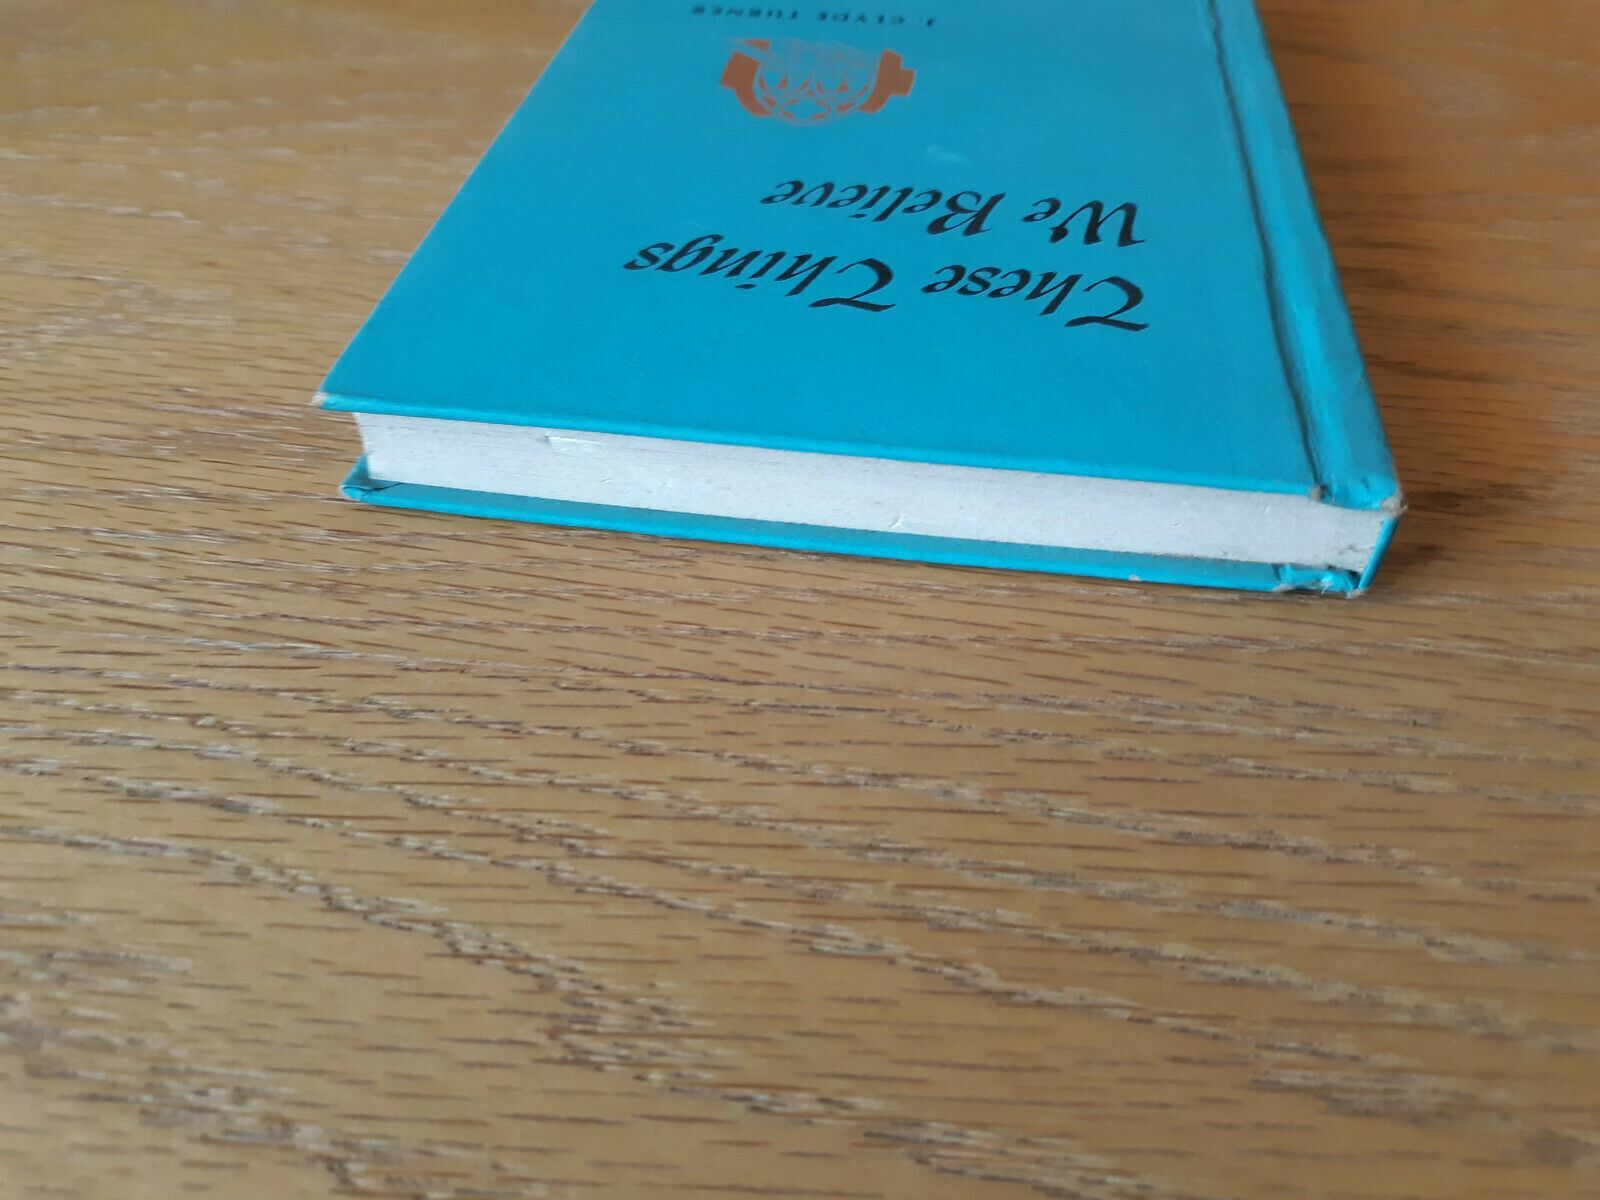 These Things
We Believe
J. CLYDE TURNER